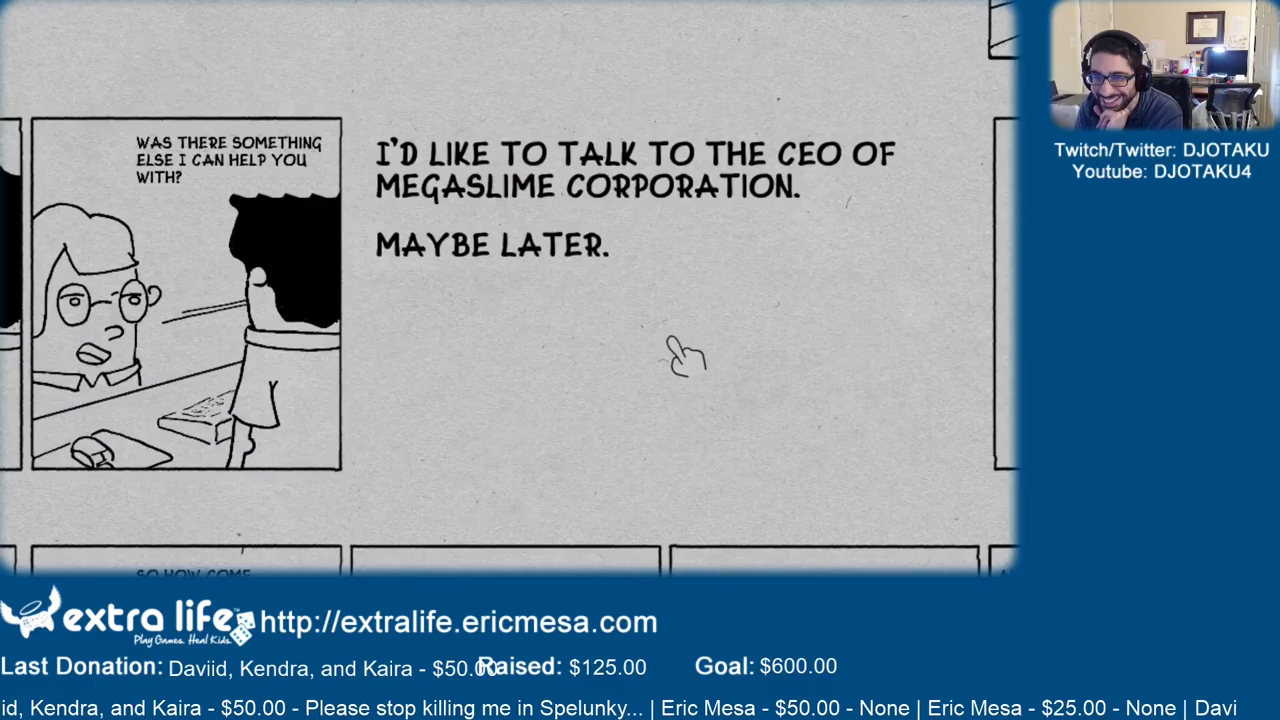 WAS THERE SOMETHING
ELSE I CAN HELP YOU
WITH?
I'D LIKE TO TALK TO THE CEO OF
MEGASLIME CORPORATION.
MAYBE LATER.
SO HOW COME
Twitch/Twitter: DJOTAKU
Youtube: DJOTAKU4
extra life
Play Games. Heal Kids.
http://extralife.ericmesa.com
Last Donation: Daviid, Kendra, and Kaira - $50.00 Raised: $125.00 Goal: $600.00
id, Kendra, and Kaira - $50.00 - Please stop killing me in Spelunky... | Eric Mesa - $50.00 - None | Eric Mesa - $25.00 - None | Davi